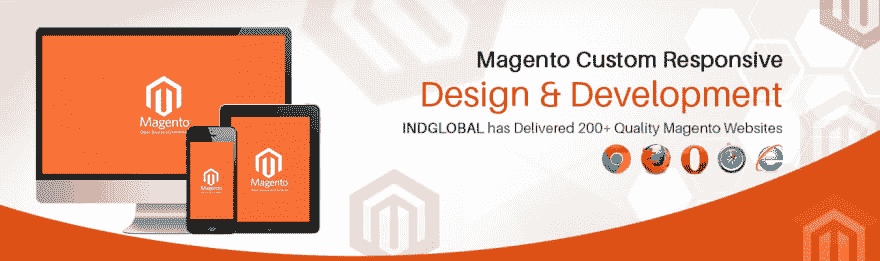 Magento Custom Responsive
Design & Development
INDGLOBAL has Delivered 200+ Quality Magento Websites
Magento
Magento
Magento